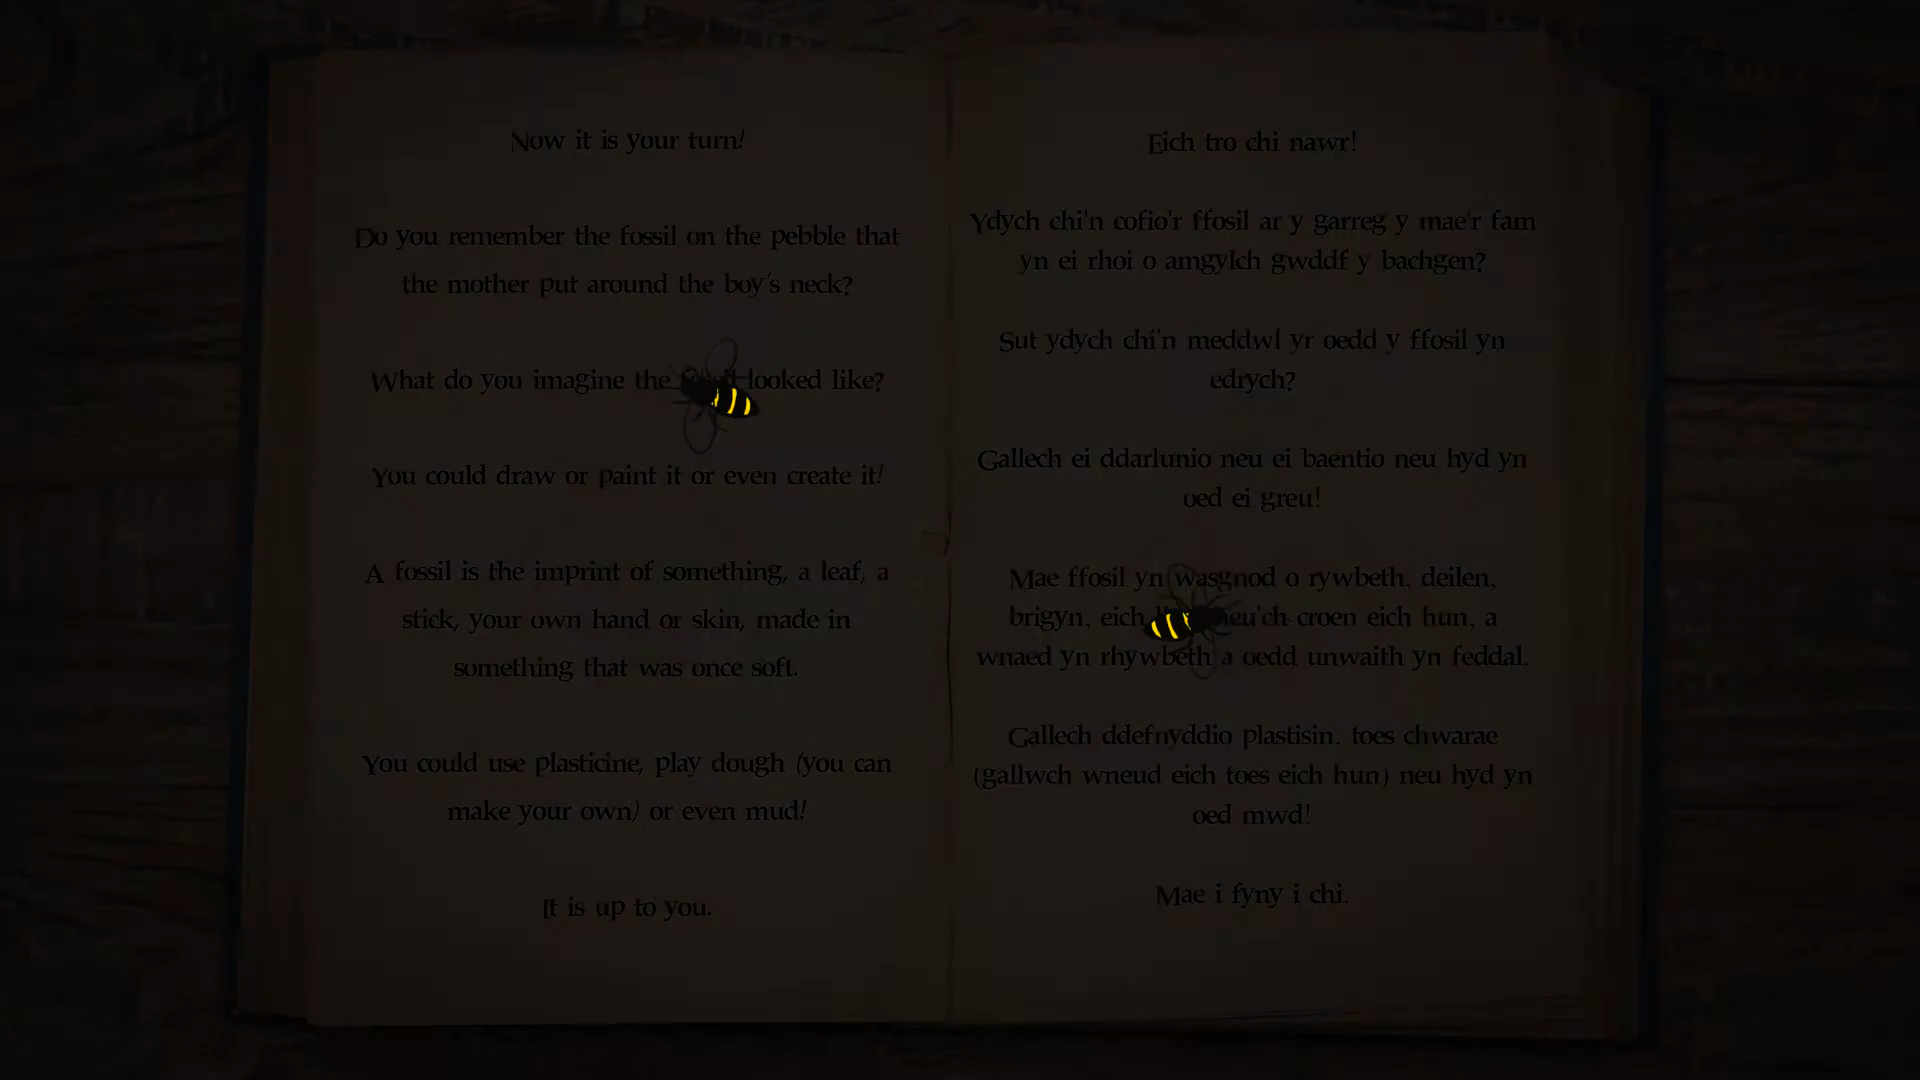 Now it is your turn!
Do you remember the fossil on the pebble that
the mother put around the boy's neck?
What do you imagine the looked like?
You could draw or paint it or even create it!
A fossil is the imprint of something, a leaf, a
stick, your own hand or skin, made in
something that was once soft.
You could use plasticine, play dough (you can
make your own) or even mud!
It is up to you.
Eich tro chi nawr!
Ydych chi'n cofio'r ffosil ar y garreg y mae'r fam
yn ei rhoi o amgylch gwddf y bachgen?
Sut ydych chi'n meddwl yr oedd y ffosil yn
edrych?
Gallech ei ddarlunio neu ei baentio neu hyd yn
oed ei greu!
Mae ffosil yn wasgnod o rywbeth, deilen,
brigyn, eich neu'ch croen eich hun, a
wnaed yn rhywbeth a oedd unwaith yn feddal.
Gallech ddefnyddio plastisin, toes chwarae
(gallwch wneud eich toes eich hun) neu hyd yn
oed mwd!
Mae i fyny i chi.